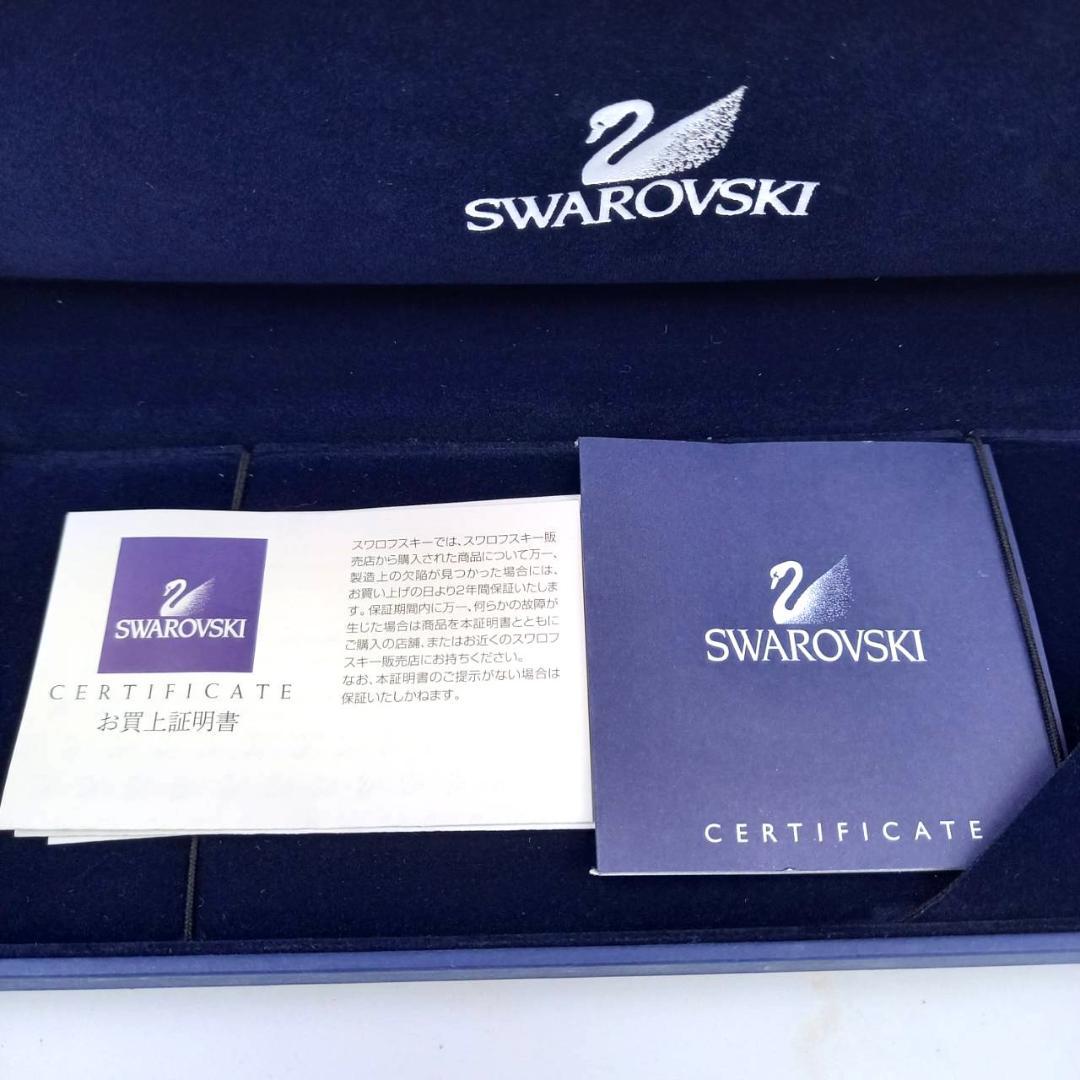 SWAROVSKI
SWAROVSKI
CERTIFICATE
お買上証明書
スワロフスキーでは、スワロフスキー販
売店から購入された商品について万一、
製造上の欠陥が見つかった場合には、
お買い上げの日より2年間保証いたしま
す。保証期間内に万一、何らかの故障が
生じた場合は商品を本証明書とともに
ご購入の店舗、またはお近くのスワロフ
スキー販売店にお持ちください。
なお、本証明書のご提示がない場合は
保証いたしかねます。
SWAROVSKI
CERTIFICATE